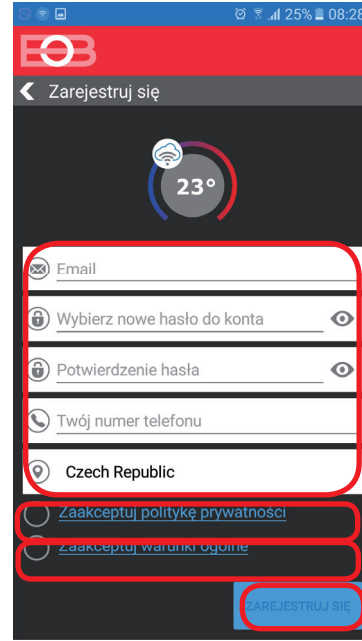 25% 08:28
EOB
Zarejestruj się
23°
Email
Wybierz nowe hasło do konta
Potwierdzenie hasła
Twój numer telefonu
Czech Republic
Zaakceptuj politykę prywatności
Zaakceptuj warunki ogólne
ZAREJESTRUJ SIĘ